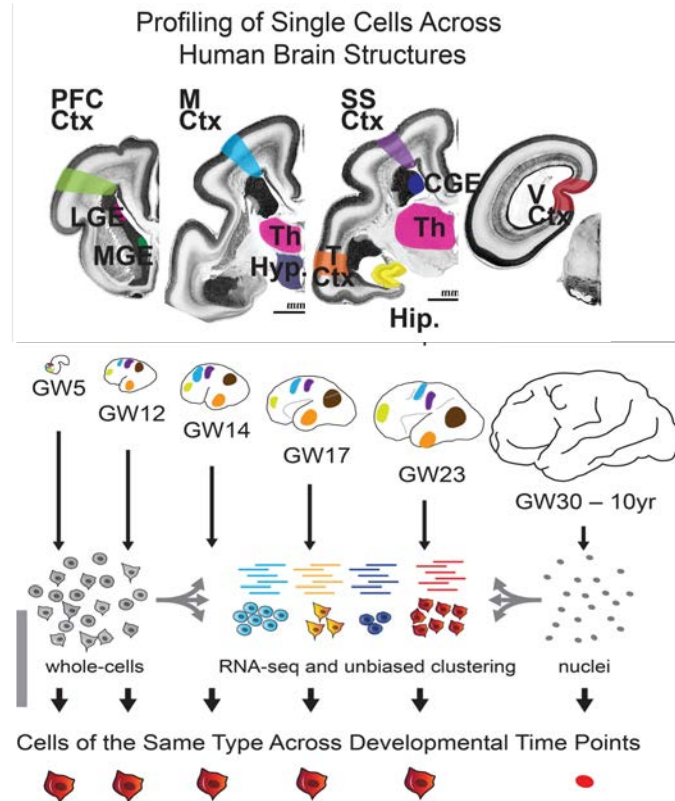 Profiling of Single Cells Across
Human Brain Structures
PFC
Ctx
M
Ctx
SS
Ctx
LGE
MGE
Th
Hyp.
CGE
Th
T
Ctx
V
Ctx
mm
mm
Hip.
GW5
GW12
GW14
GW17
GW23
GW30 – 10yr
whole-cells
RNA-seq and unbiased clustering
nuclei
Cells of the Same Type Across Developmental Time Points